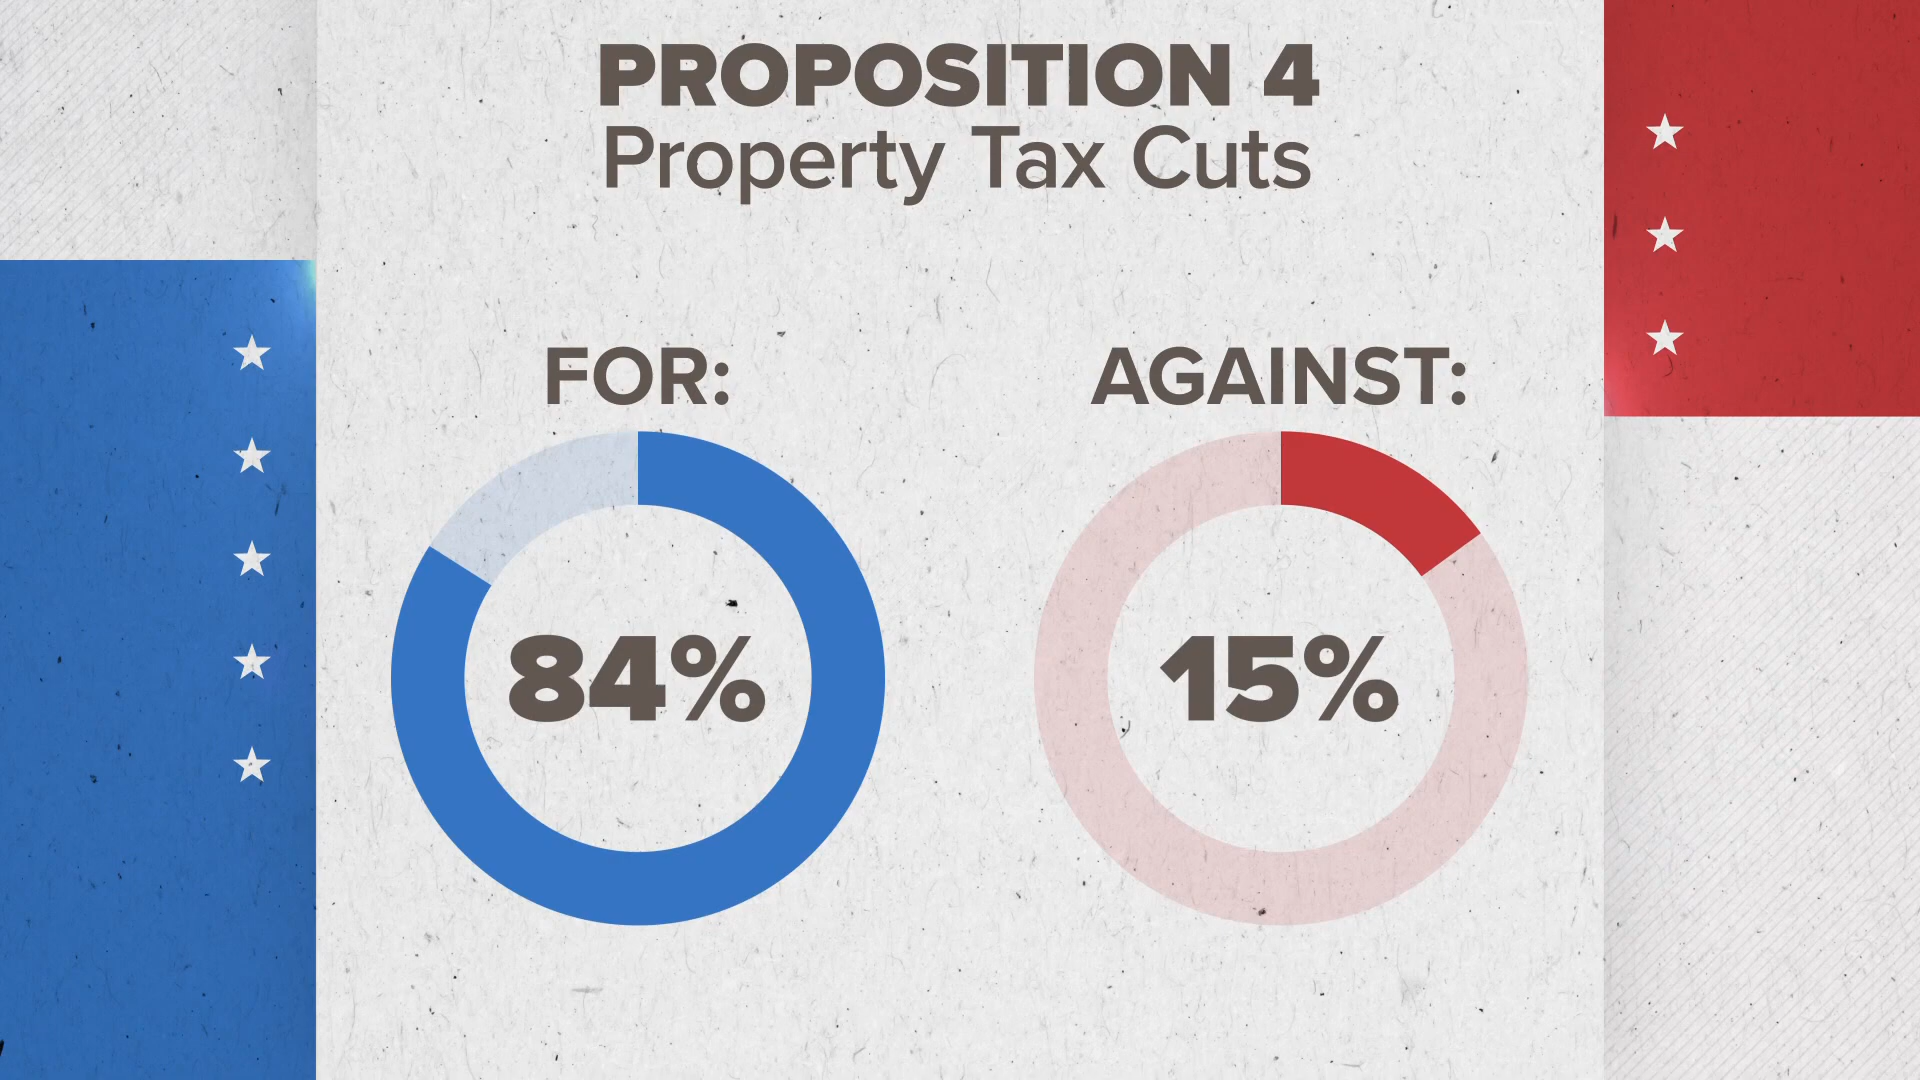 PROPOSITION 4
Property Tax Cuts
FOR:
84%
AGAINST:
15%